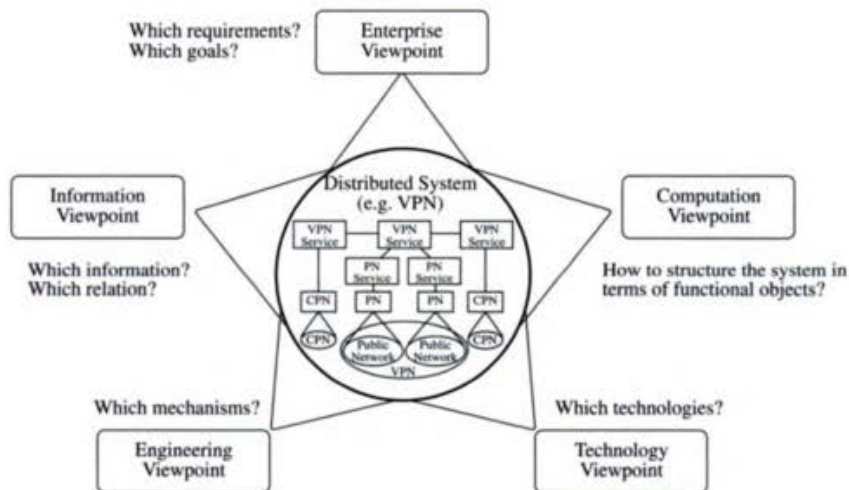 Which requirements?
Which goals?
Enterprise
Viewpoint
Information
Viewpoint
Which information?
Which relation?
Distributed System
(e.g. VPN)
VPN
Service
VPN
Service
VPN
Service
PN
Service
PN
Service
CPN
PN
PN
CPN
CPN
Public
Network
Public
Network
CPN
VPN
Computation
Viewpoint
How to structure the system in
terms of functional objects?
Which mechanisms?
Engineering
Viewpoint
Which technologies?
Technology
Viewpoint